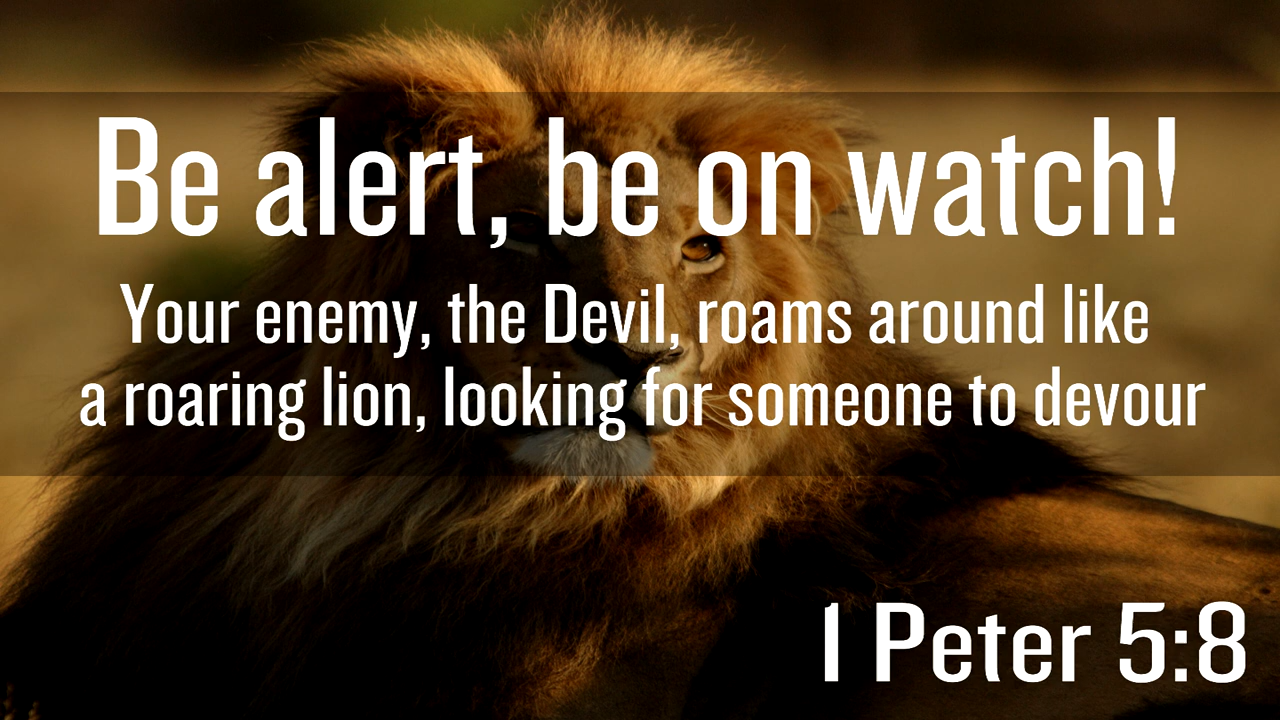 Be alert, be on watch!
Your enemy, the Devil, roams around like
a roaring lion, looking for someone to devour
1 Peter 5:8